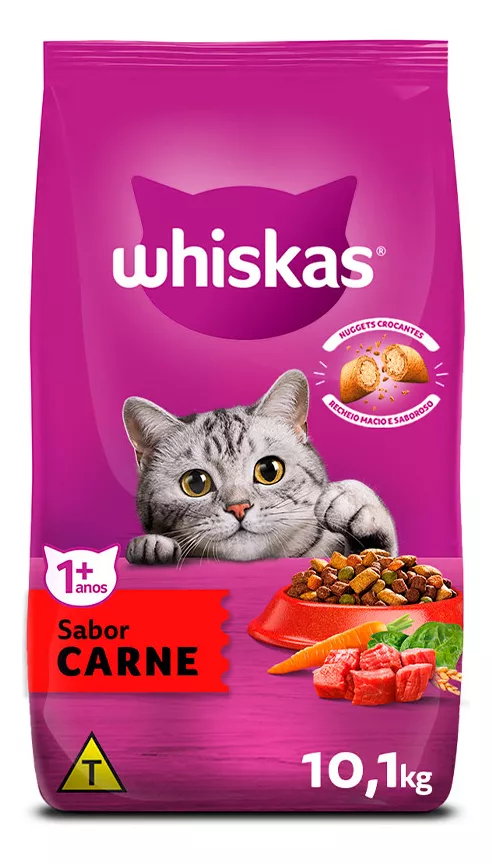 whiskas®
NUGGETS CROCANTES
RECHEIO MACIO E SABOROSO
1+
anos
Sabor
CARNE
T
10,1kg